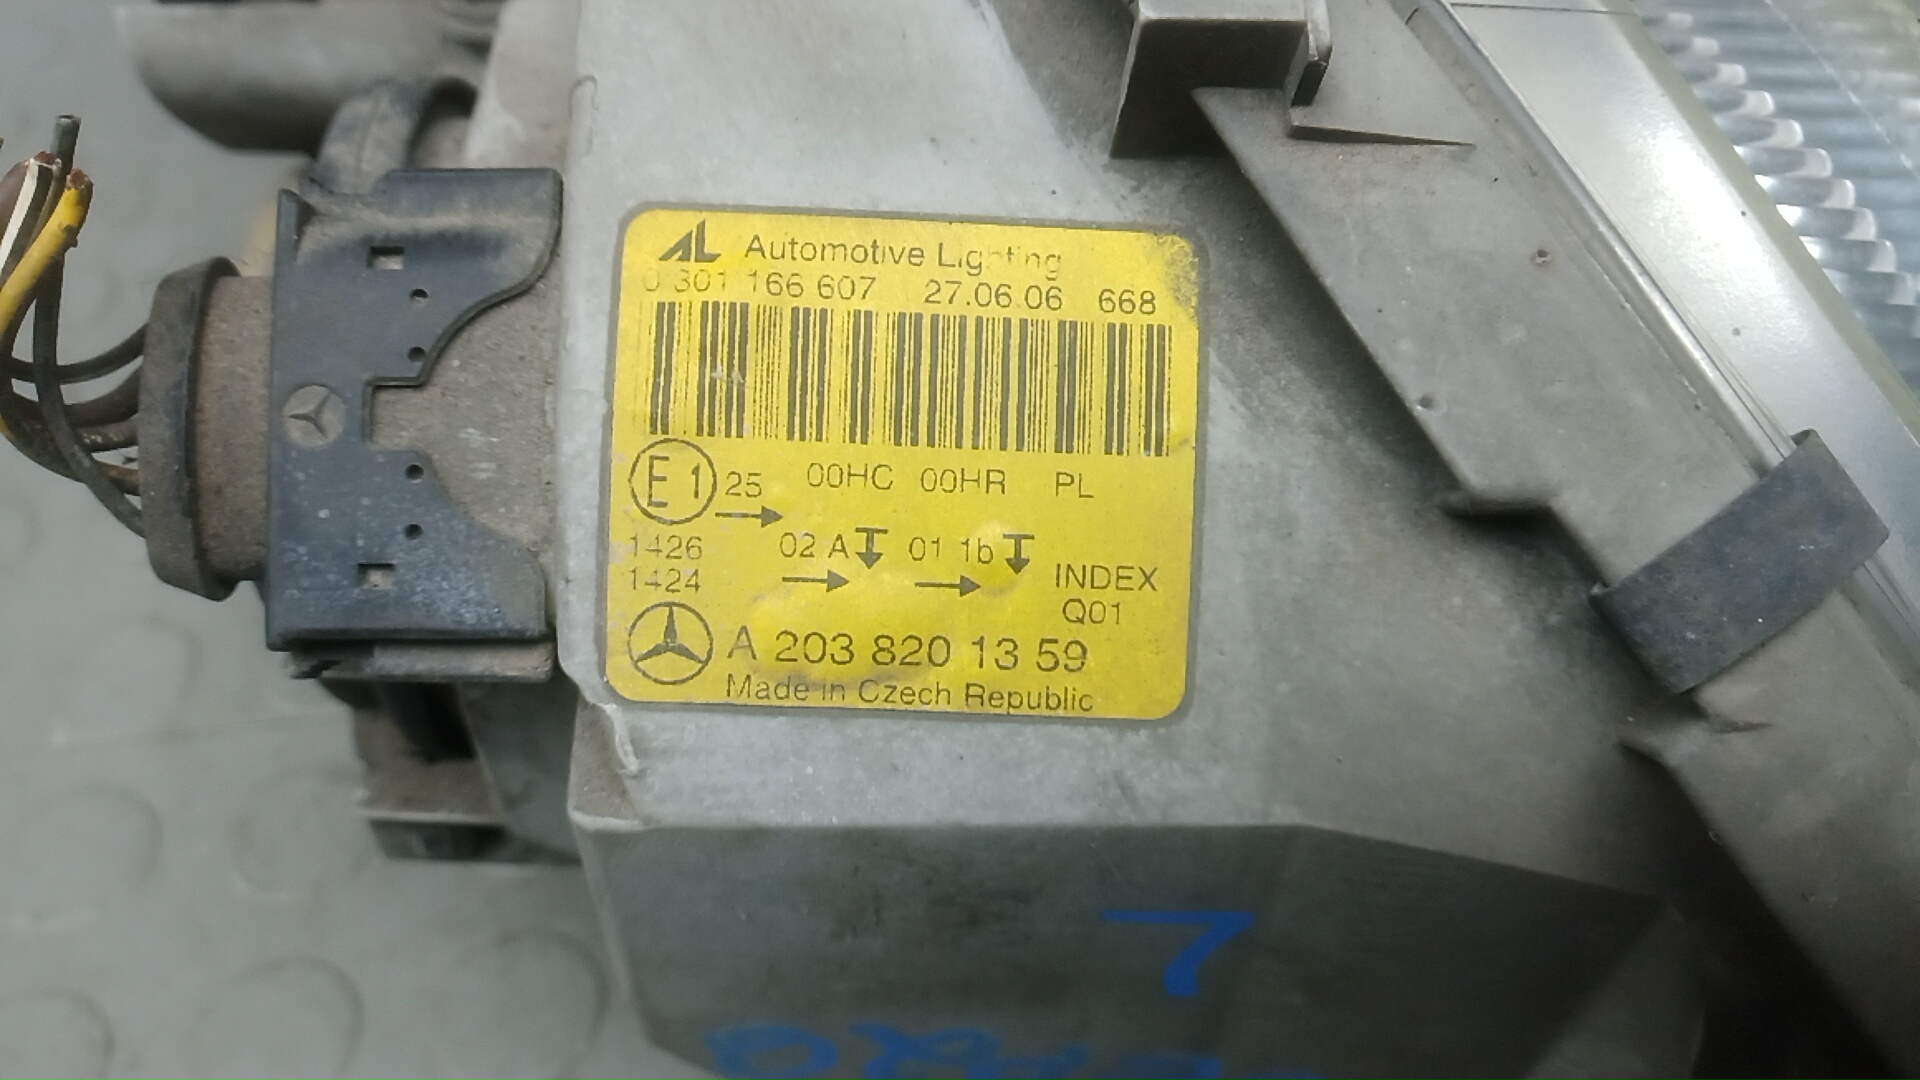 AL Automotive Lighting
0 301 166 607 27.06.06 668
E1 25 00HC 00HR PL
1426 02 A 01 1b
1424 INDEX
Q01
A 203 820 13 59
Made in Czech Republic